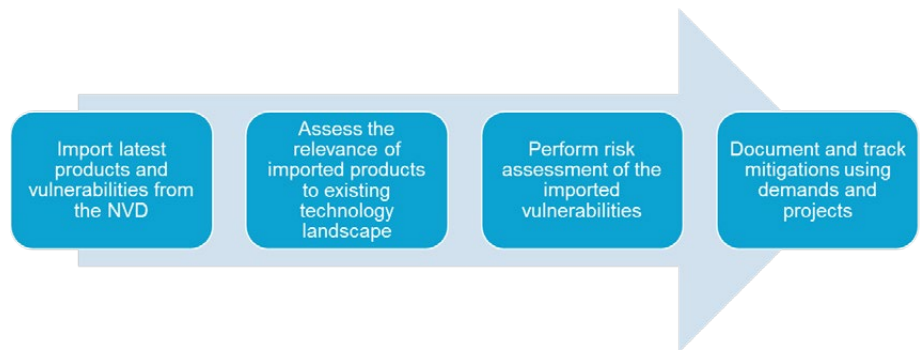 Import latest
products and
vulnerabilities from
the NVD
Assess the
relevance of
imported products
to existing
technology
landscape
Perform risk
assessment of the
imported
vulnerabilities
Document and track
mitigations using
demands and
projects